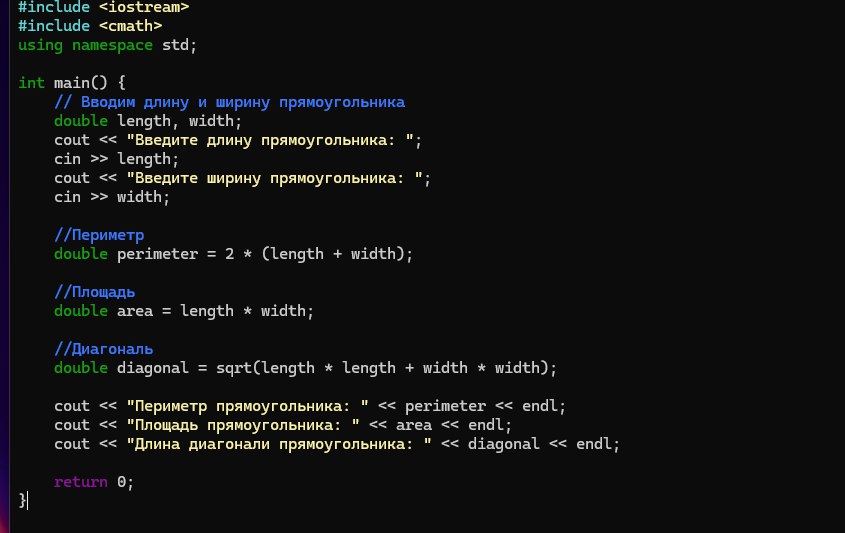 #include <iostream>
#include <cmath>
using namespace std;

int main() {
    // Вводим длину и ширину прямоугольника
    double length, width;
    cout << "Введите длину прямоугольника: ";
    cin >> length;
    cout << "Введите ширину прямоугольника: ";
    cin >> width;

    //Периметр
    double perimeter = 2 * (length + width);

    //Площадь
    double area = length * width;

    //Диагональ
    double diagonal = sqrt(length * length + width * width);

    cout << "Периметр прямоугольника: " << perimeter << endl;
    cout << "Площадь прямоугольника: " << area << endl;
    cout << "Длина диагонали прямоугольника: " << diagonal << endl;

    return 0;
}